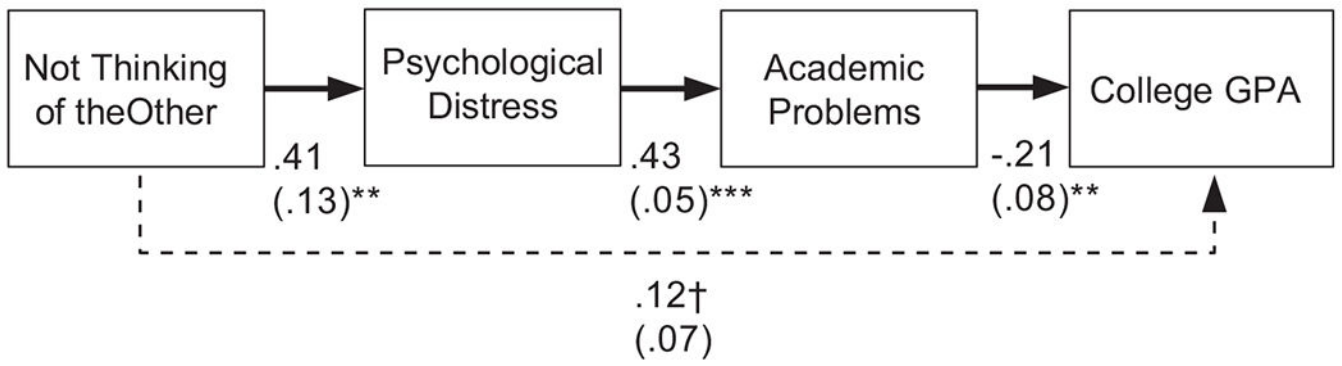 Not Thinking
of theOther
Psychological
Distress
Academic
Problems
College GPA
.41
(.13)**
.43
(.05)***
-.21
(.08)**
.12†
(.07)